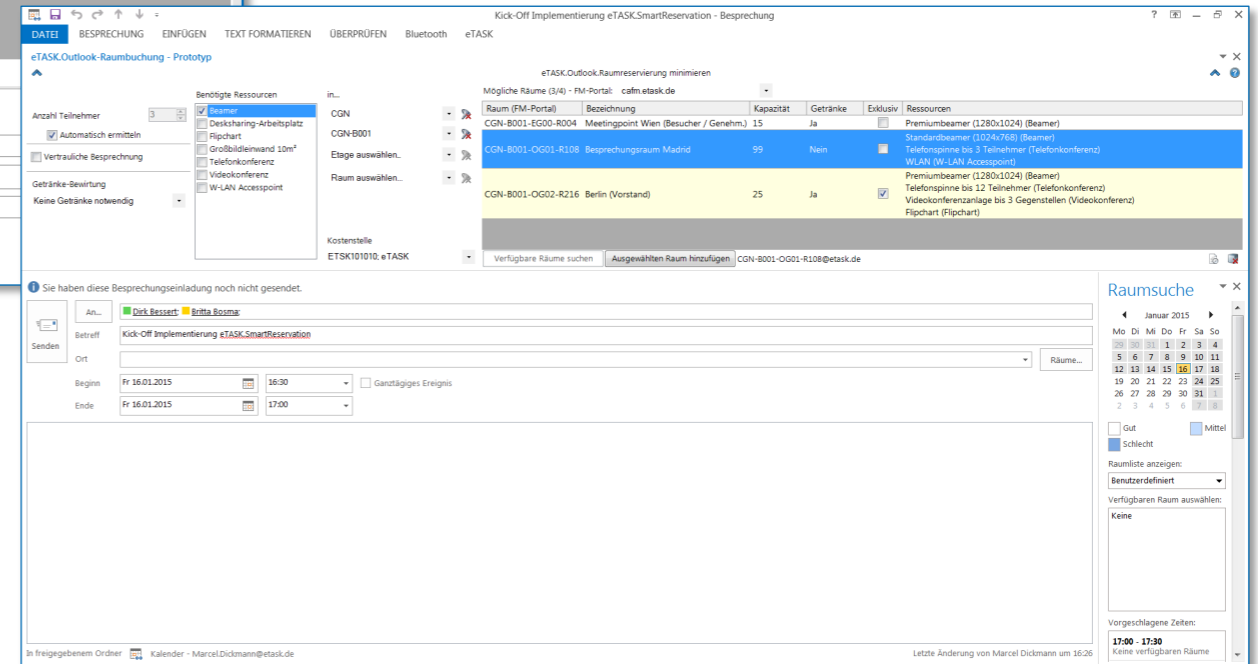 Kick-Off Implementierung eTASK.SmartReservation - Besprechung
DATEI BESPRECHUNG EINFÜGEN TEXT FORMATIEREN ÜBERPRÜFEN Bluetooth eTASK
eTASK.Outlook-Raumbuchung - Prototyp
eTASK.Outlook.Raumreservierung minimieren
Anzahl Teilnehmer 3
Automatisch ermitteln
Vertrauliche Besprechnung
Getränke-Bewirtung
Keine Getränke notwendig
Benötigte Ressourcen
Beamer
Desksharing-Arbeitsplatz
Flipchart
Großbildleinwand 10m²
Telefonkonferenz
Videokonferenz
W-LAN Accesspoint
in...
CGN
CGN-B001
Etage auswählen..
Raum auswählen..
Kostenstelle
ETSK101010; eTASK
Mögliche Räume (3/4) - FM-Portal: cafm.etask.de
Raum (FM-Portal) Bezeichnung Kapazität Getränke Exklusiv Ressourcen
CGN-B001-EG00-R004 Meetingpoint Wien (Besucher / Genehm.) 15 Ja Premiumbeamer (1280x1024) (Beamer)
Standardbeamer (1024x768) (Beamer)
CGN-B001-OG01-R108 Besprechungsraum Madrid 99 Nein Telefonspinne bis 3 Teilnehmer (Telefonkonferenz)
WLAN (W-LAN Accesspoint)
Premiumbeamer (1280x1024) (Beamer)
Telefonspinne bis 12 Teilnehmer (Telefonkonferenz)
CGN-B001-OG02-R216 Berlin (Vorstand) 25 Ja Videokonferenzanlage bis 3 Gegenstellen (Videokonferenz)
Flipchart (Flipchart)
Verfügbare Räume suchen Ausgewählten Raum hinzufügen CGN-B001-OG01-R108@etask.de
Sie haben diese Besprechungseinladung noch nicht gesendet.
Senden
An... Dirk Bessert; Britta Bosma;
Betreff Kick-Off Implementierung eTASK.SmartReservation
Ort Räume...
Beginn Fr 16.01.2015 16:30 Ganztägiges Ereignis
Ende Fr 16.01.2015 17:00
Raumsuche
Januar 2015
Mo Di Mi Do Fr Sa So
29 30 31 1 2 3 4
5 6 7 8 9 10 11
12 13 14 15 16 17 18
19 20 21 22 23 24 25
26 27 28 29 30 31 1
2 3 4 5 6 7 8
Gut Mittel
Schlecht
Raumliste anzeigen:
Benutzerdefiniert
Verfügbaren Raum auswählen:
Keine
Vorgeschlagene Zeiten:
17:00 - 17:30
Keine verfügbaren Räume
In freigegebenem Ordner Kalender - Marcel.Dickmann@etask.de Letzte Änderung von Marcel Dickmann um 16:26